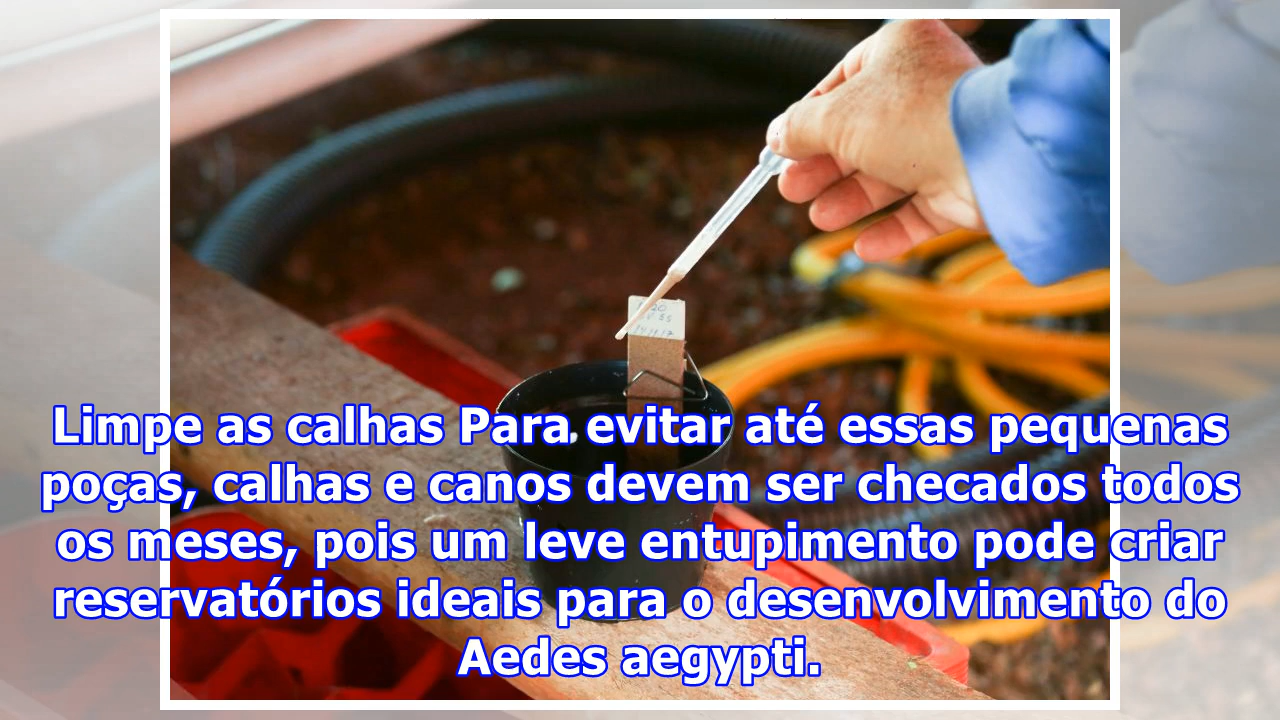 Limpe as calhas Para evitar até essas pequenas
poças, calhas e canos devem ser checados todos
os meses, pois um leve entupimento pode criar
reservatórios ideais para o desenvolvimento do
Aedes aegypti.